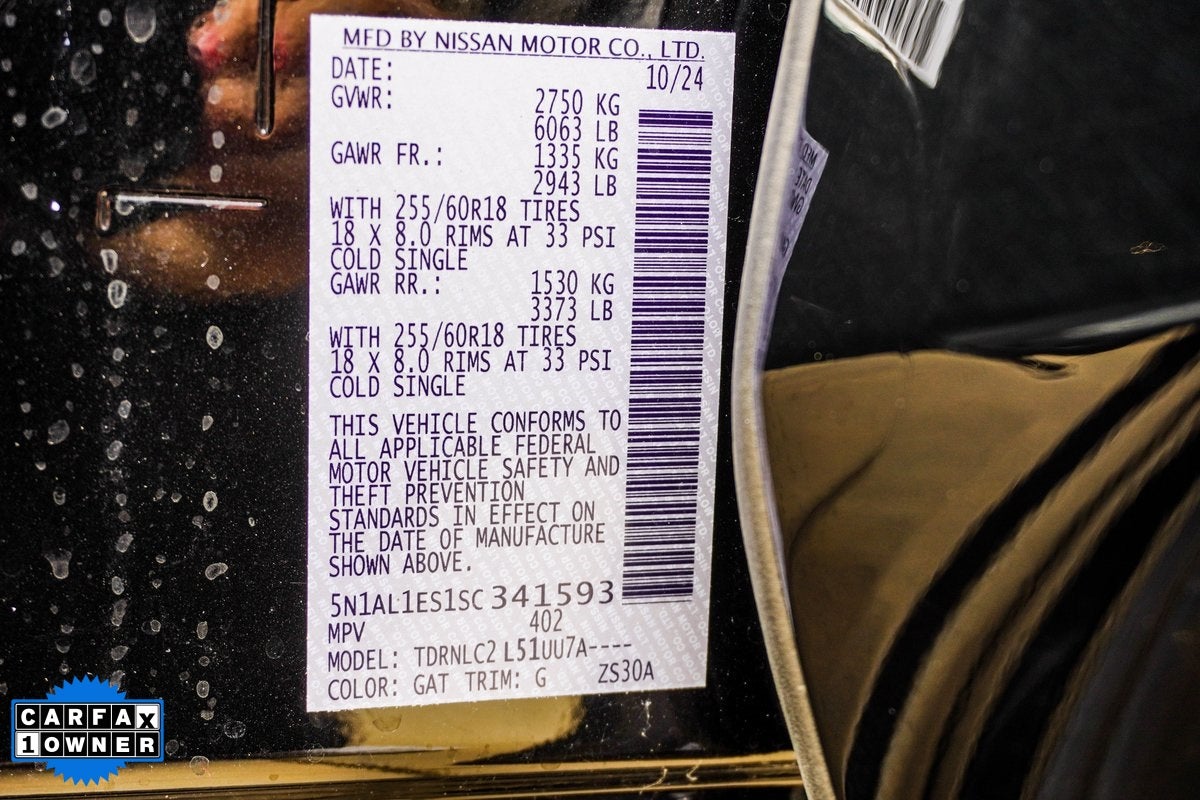 MFD BY NISSAN MOTOR CO., LTD.
DATE: 10/24
GVWR: 2750 KG
6063 LB
GAWR FR.: 1335 KG
2943 LB
WITH 255/60R18 TIRES
18 X 8.0 RIMS AT 33 PSI
COLD SINGLE
GAWR RR.: 1530 KG
3373 LB
WITH 255/60R18 TIRES
18 X 8.0 RIMS AT 33 PSI
COLD SINGLE
THIS VEHICLE CONFORMS TO
ALL APPLICABLE FEDERAL
MOTOR VEHICLE SAFETY AND
THEFT PREVENTION
STANDARDS IN EFFECT ON
THE DATE OF MANUFACTURE
SHOWN ABOVE.
5N1AL1ES1SC341593
MPV 402
MODEL: TDRNLC2 L51UU7A----
COLOR: GAT TRIM: G ZS30A
CARFAX
1 OWNER